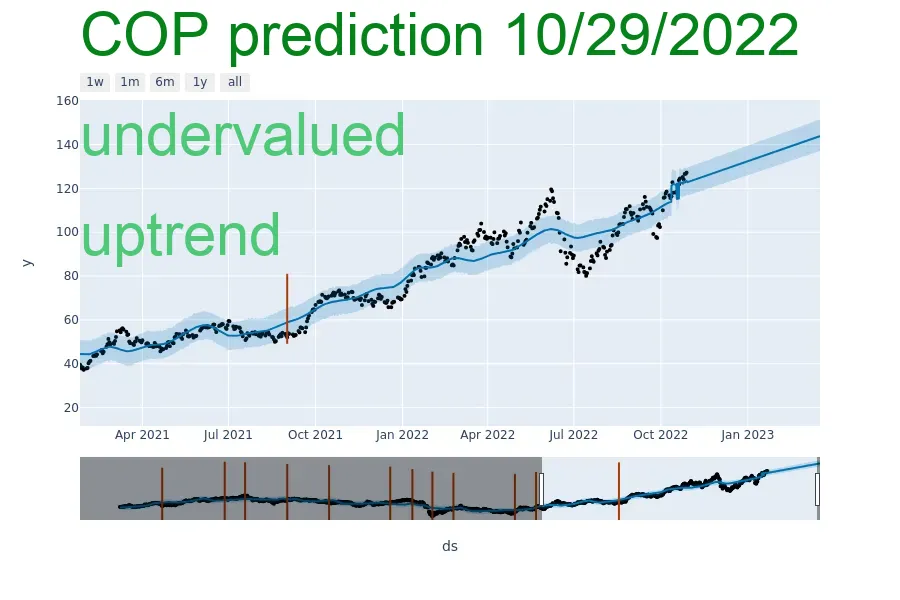 COP prediction 10/29/2022
1w 1m 6m 1y all
160
undervalued
140
120
uptrend
100
y
80
60
40
20
Apr 2021 Jul 2021 Oct 2021 Jan 2022 Apr 2022 Jul 2022 Oct 2022 Jan 2023
ds